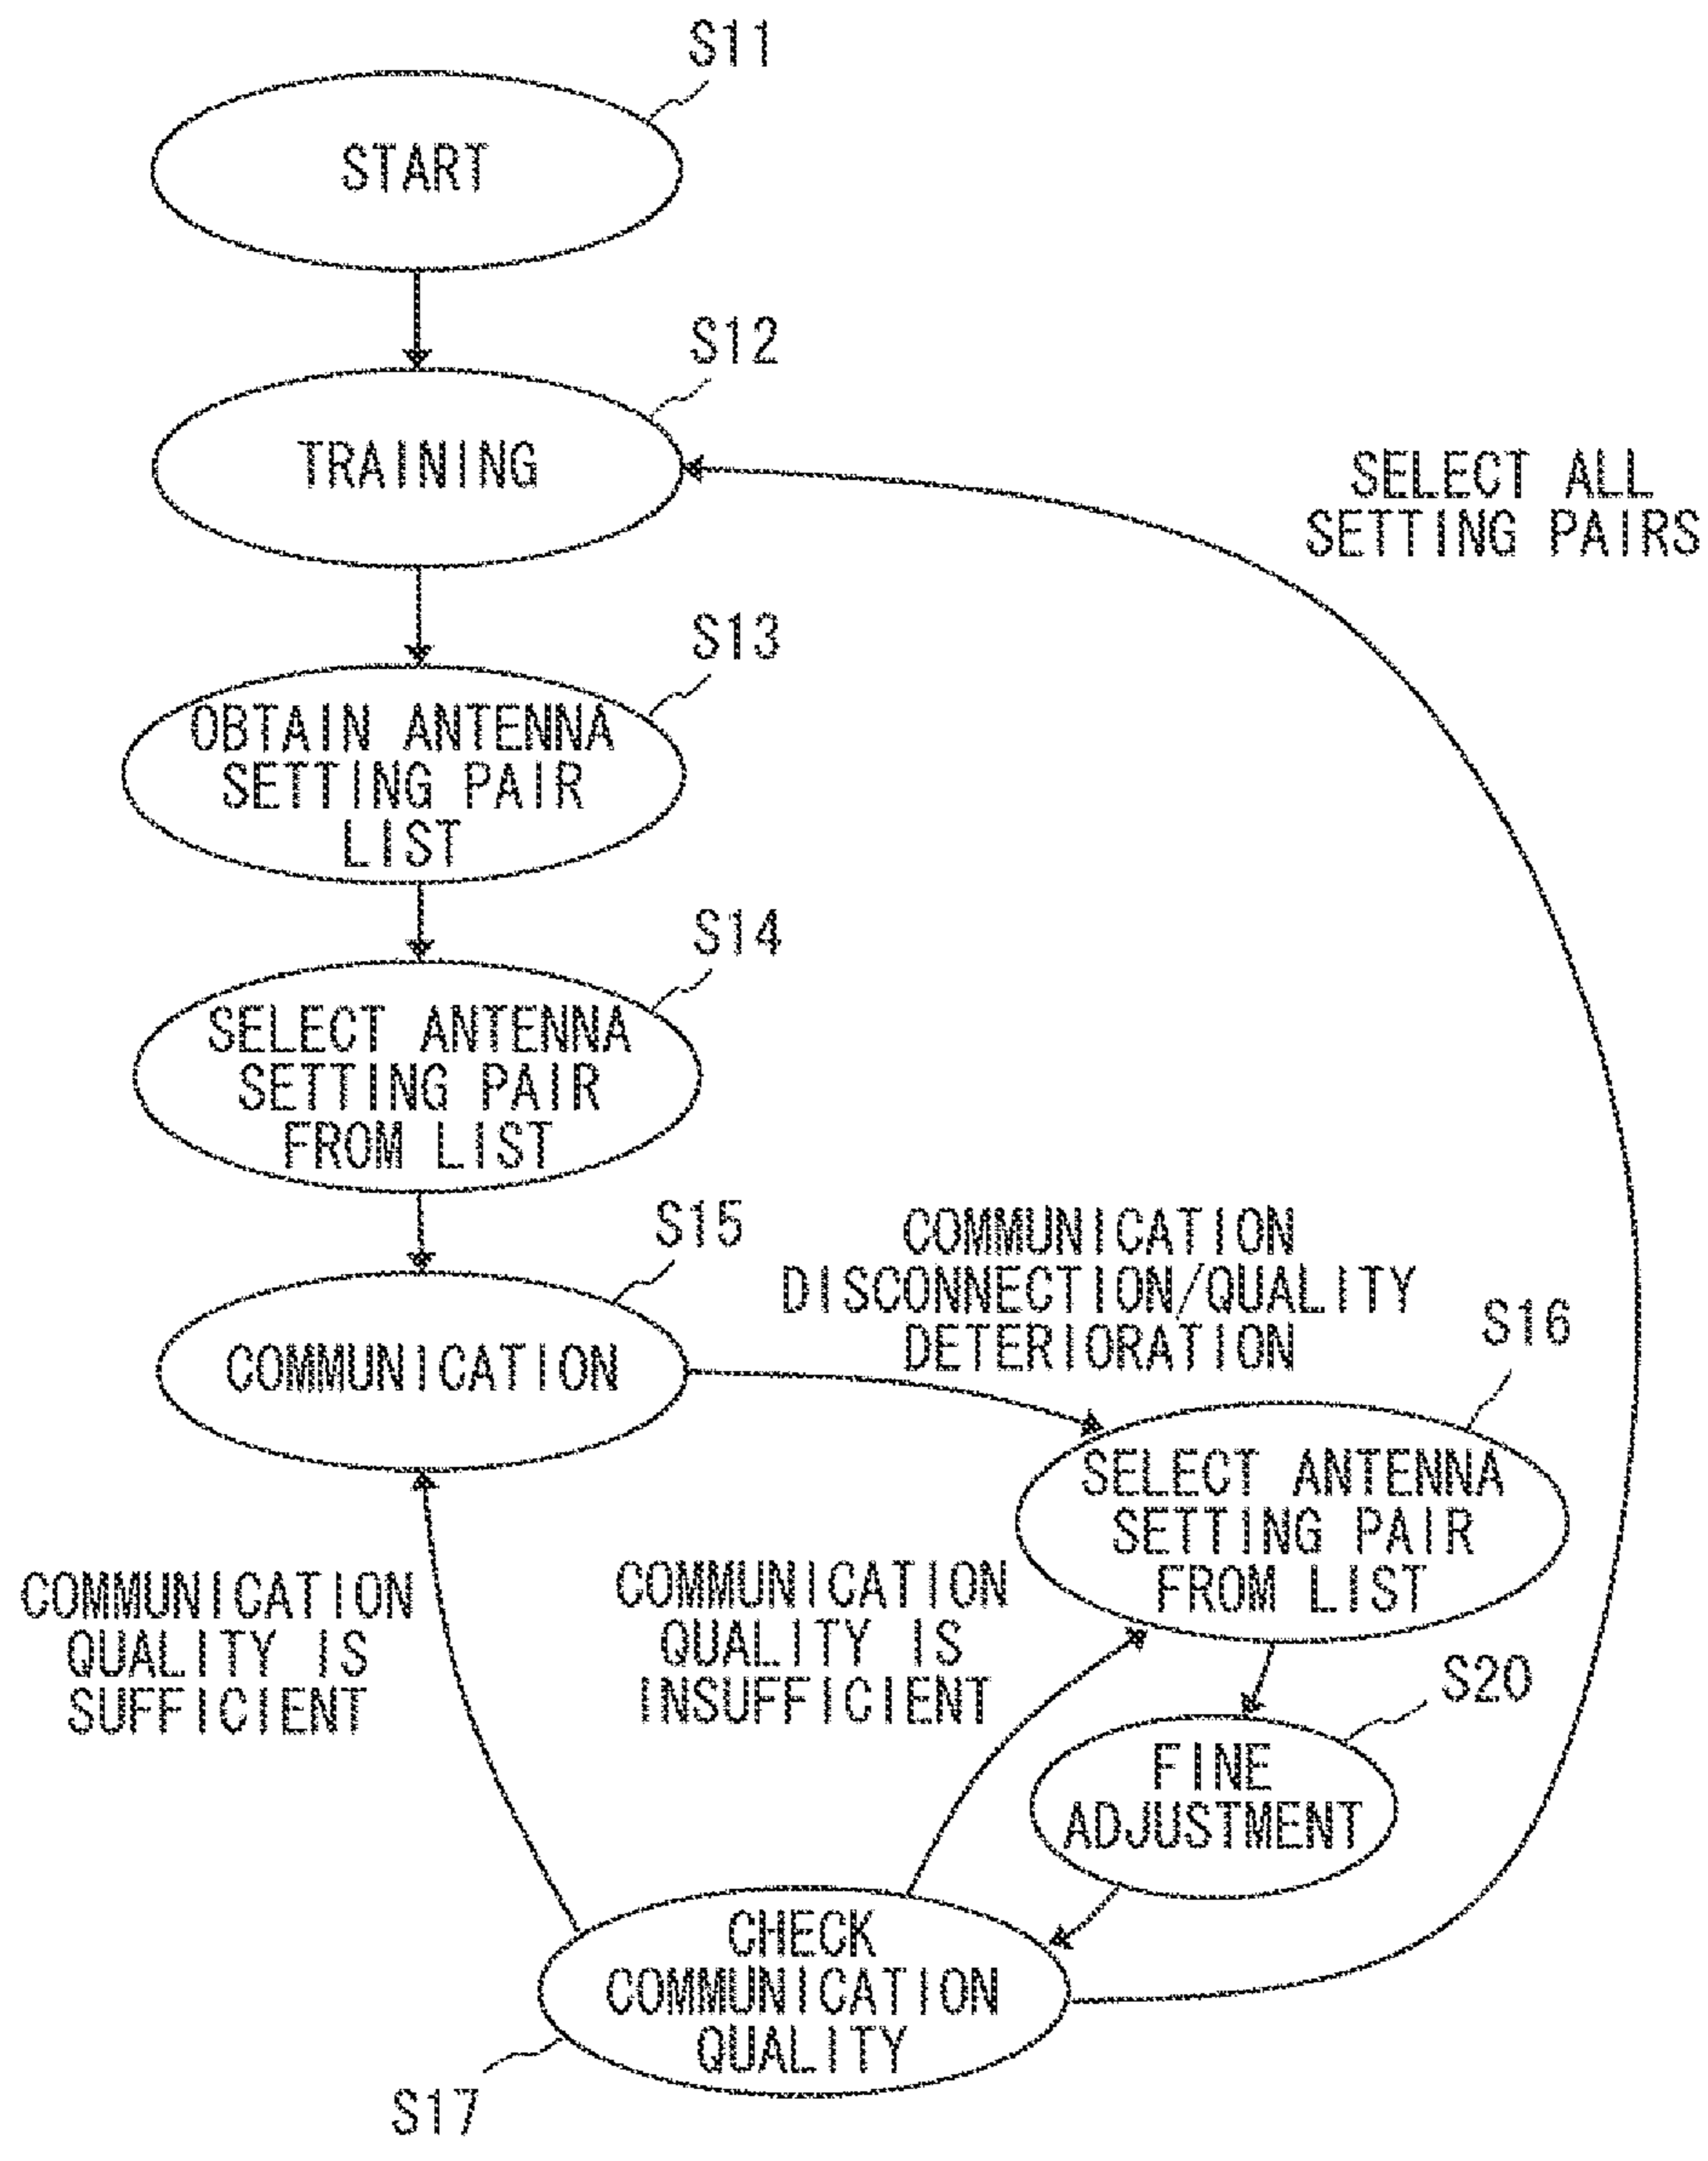 S11
START
S12
TRAINING
SELECT ALL
SETTING PAIRS
S13
OBTAIN ANTENNA
SETTING PAIR
LIST
S14
SELECT ANTENNA
SETTING PAIR
FROM LIST
S15
COMMUNICATION
COMMUNICATION
DISCONNECTION/QUALITY
DETERIORATION
S16
SELECT ANTENNA
SETTING PAIR
FROM LIST
COMMUNICATION
QUALITY IS
SUFFICIENT
COMMUNICATION
QUALITY IS
INSUFFICIENT
S20
FINE
ADJUSTMENT
CHECK
COMMUNICATION
QUALITY
S17